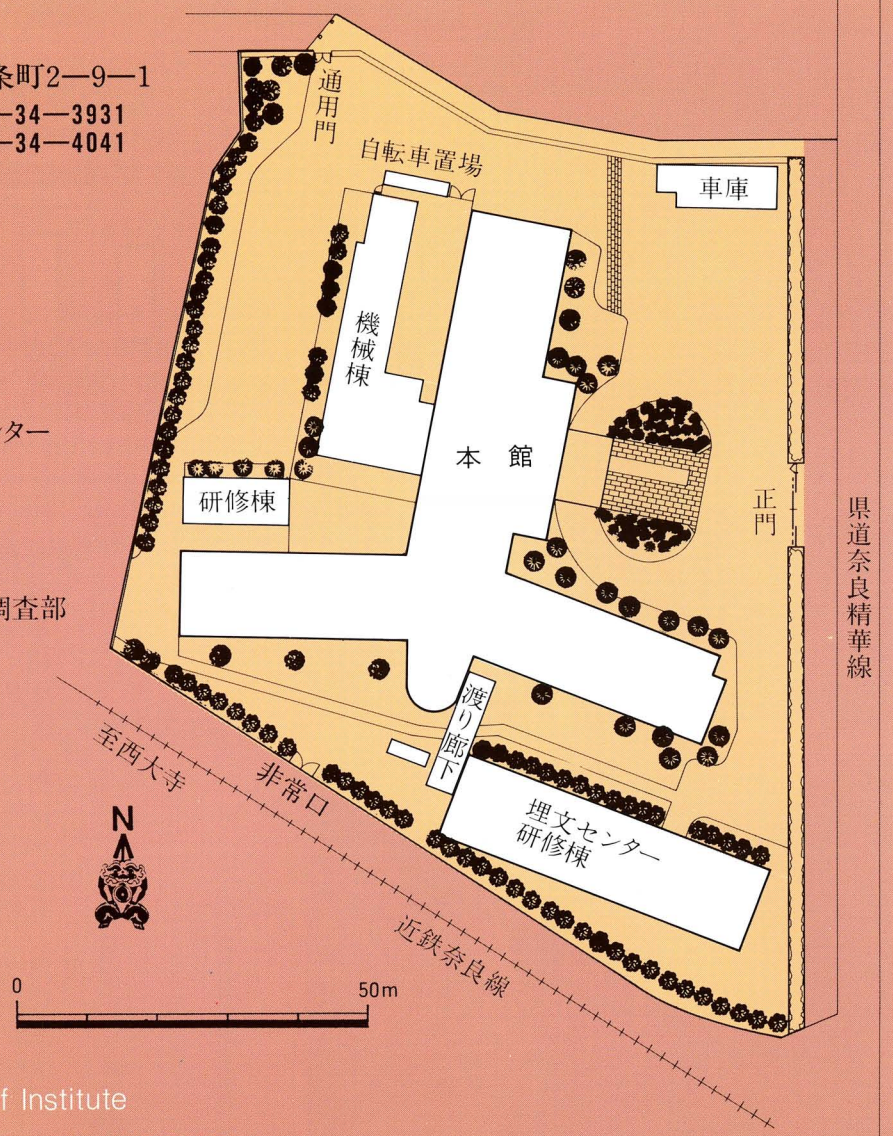 条町2—9—1
—34—3931
—34—4041
通用門
自転車置場
車庫
機械棟
ンター
本館
研修棟
正門
県道奈良精華線
調査部
渡り廊下
至西大寺
非常口
N
埋文センター
研修棟
近鉄奈良線
0
50m
f Institute